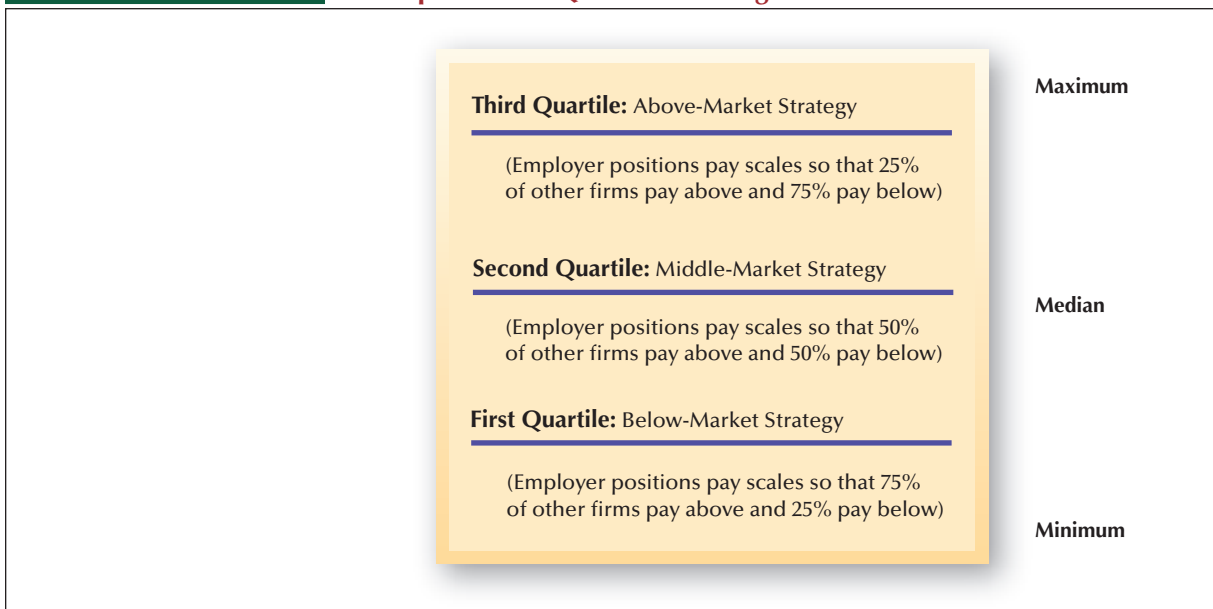 Maximum
Third Quartile: Above-Market Strategy
(Employer positions pay scales so that 25%
of other firms pay above and 75% pay below)
Second Quartile: Middle-Market Strategy
Median
(Employer positions pay scales so that 50%
of other firms pay above and 50% pay below)
First Quartile: Below-Market Strategy
(Employer positions pay scales so that 75%
of other firms pay above and 25% pay below)
Minimum